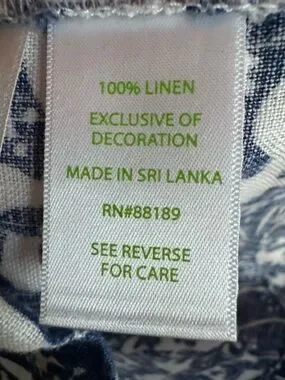 100% LINEN
EXCLUSIVE OF
DECORATION
MADE IN SRI LANKA
RN#88189
SEE REVERSE
FOR CARE